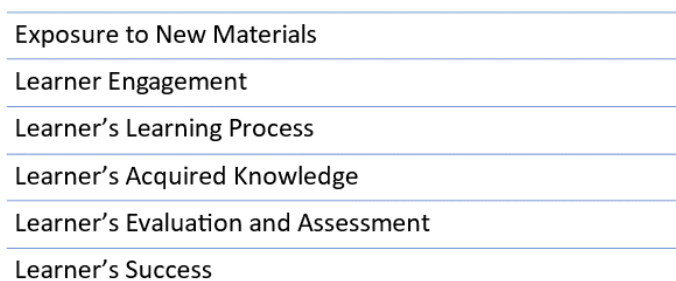 Exposure to New Materials
Learner Engagement
Learner’s Learning Process
Learner’s Acquired Knowledge
Learner’s Evaluation and Assessment
Learner’s Success